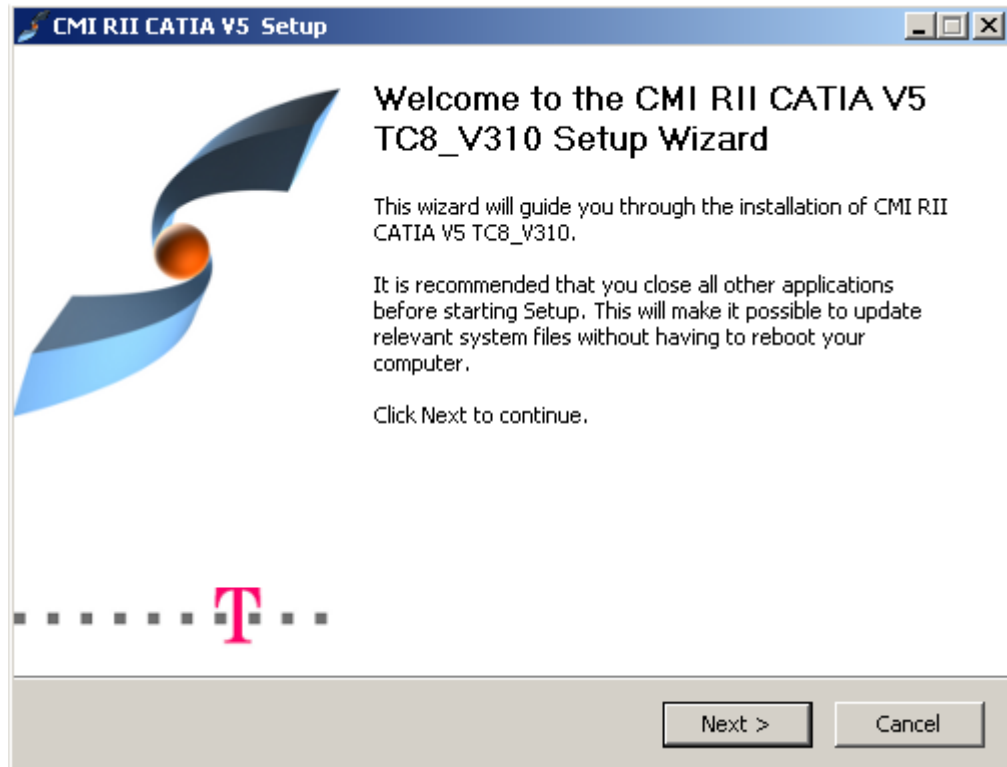 CMI RII CATIA V5 Setup
Welcome to the CMI RII CATIA V5
TC8_V310 Setup Wizard
This wizard will guide you through the installation of CMI RII
CATIA V5 TC8_V310.
It is recommended that you close all other applications
before starting Setup. This will make it possible to update
relevant system files without having to reboot your
computer.
Click Next to continue.
T
Next >
Cancel